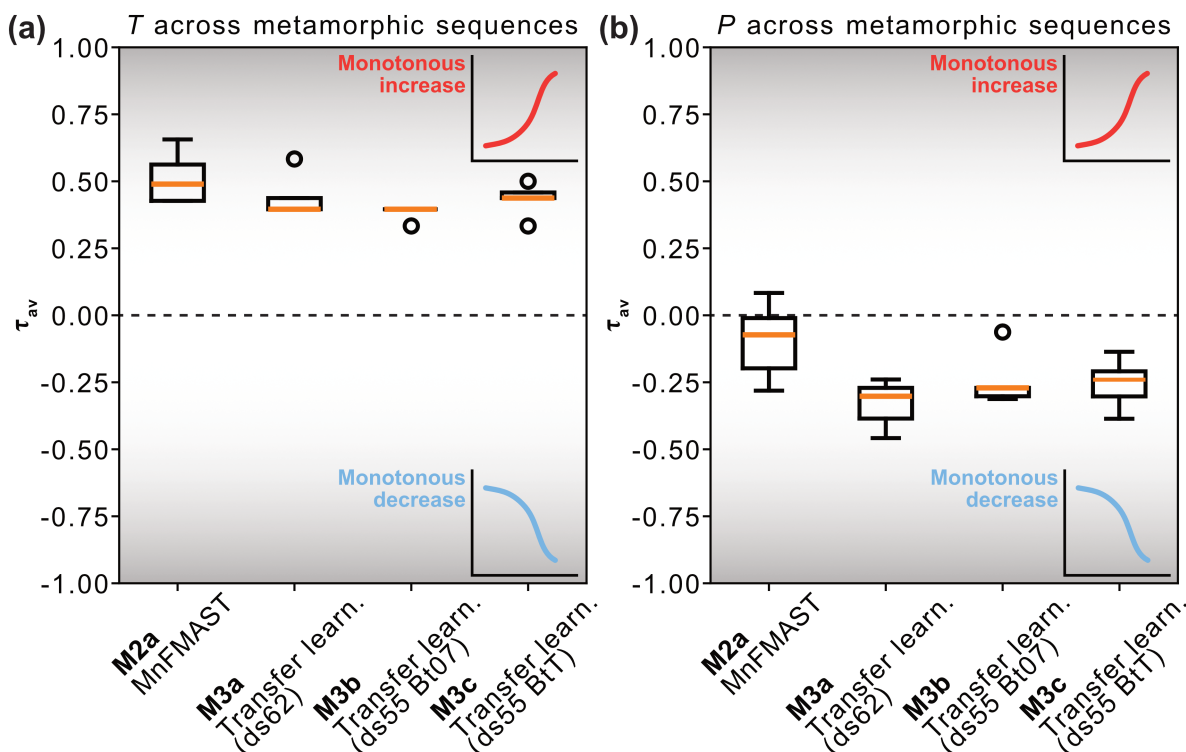 (a)
T across metamorphic sequences
1.00
0.75
0.50
0.25
0.00
-0.25
-0.50
-0.75
-1.00
τav
Monotonous
increase
Monotonous
decrease
M2a
MnFMAST
M3a
Transfer learn.
(ds62)
M3b
Transfer learn.
(ds55 Bt07)
M3c
Transfer learn.
(ds55 BtT)
(b)
P across metamorphic sequences
1.00
0.75
0.50
0.25
0.00
-0.25
-0.50
-0.75
-1.00
τav
Monotonous
increase
Monotonous
decrease
M2a
MnFMAST
M3a
Transfer learn.
(ds62)
M3b
Transfer learn.
(ds55 Bt07)
M3c
Transfer learn.
(ds55 BtT)